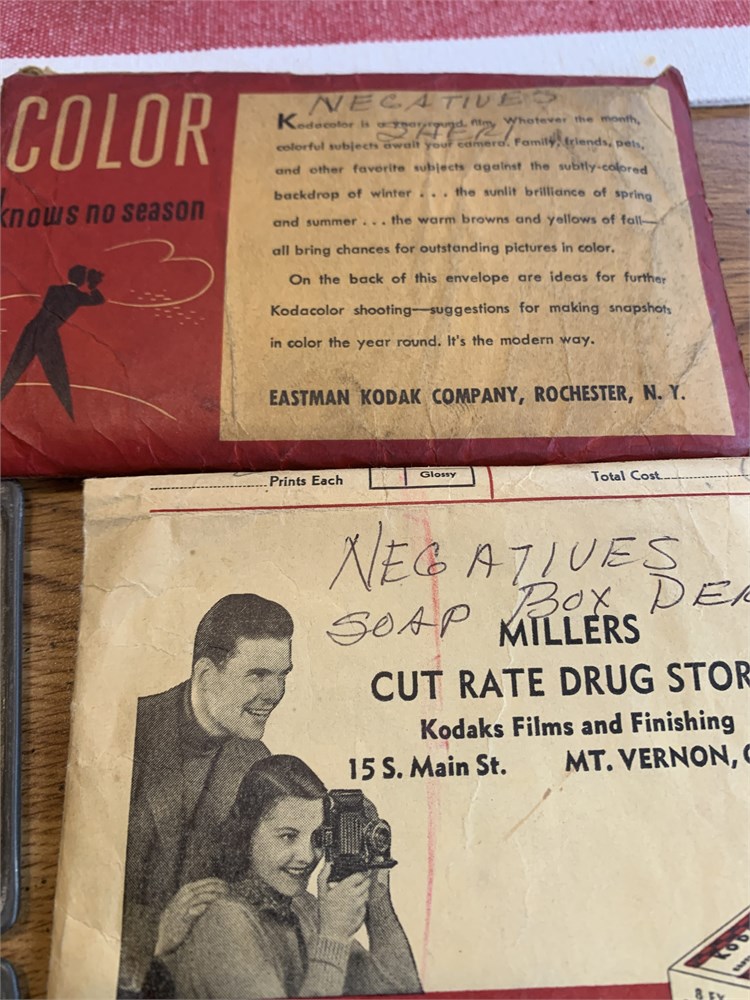 COLOR
knows no season
NEGATIVES
SHERI
Kodacolor is a year-round film. Whatever the month,
colorful subjects await your camera. Family, friends, pets,
and other favorite subjects against the subtly-colored
backdrop of winter . . . the sunlit brilliance of spring
and summer . . . the warm browns and yellows of fall—
all bring chances for outstanding pictures in color.
On the back of this envelope are ideas for further
Kodacolor shooting—suggestions for making snapshots
in color the year round. It's the modern way.
EASTMAN KODAK COMPANY, ROCHESTER, N. Y.
Prints Each Glossy Total Cost
NEGATIVES
SOAP BOX DER
MILLERS
CUT RATE DRUG STOR
Kodaks Films and Finishing
15 S. Main St. MT. VERNON,
Kod
8 EX